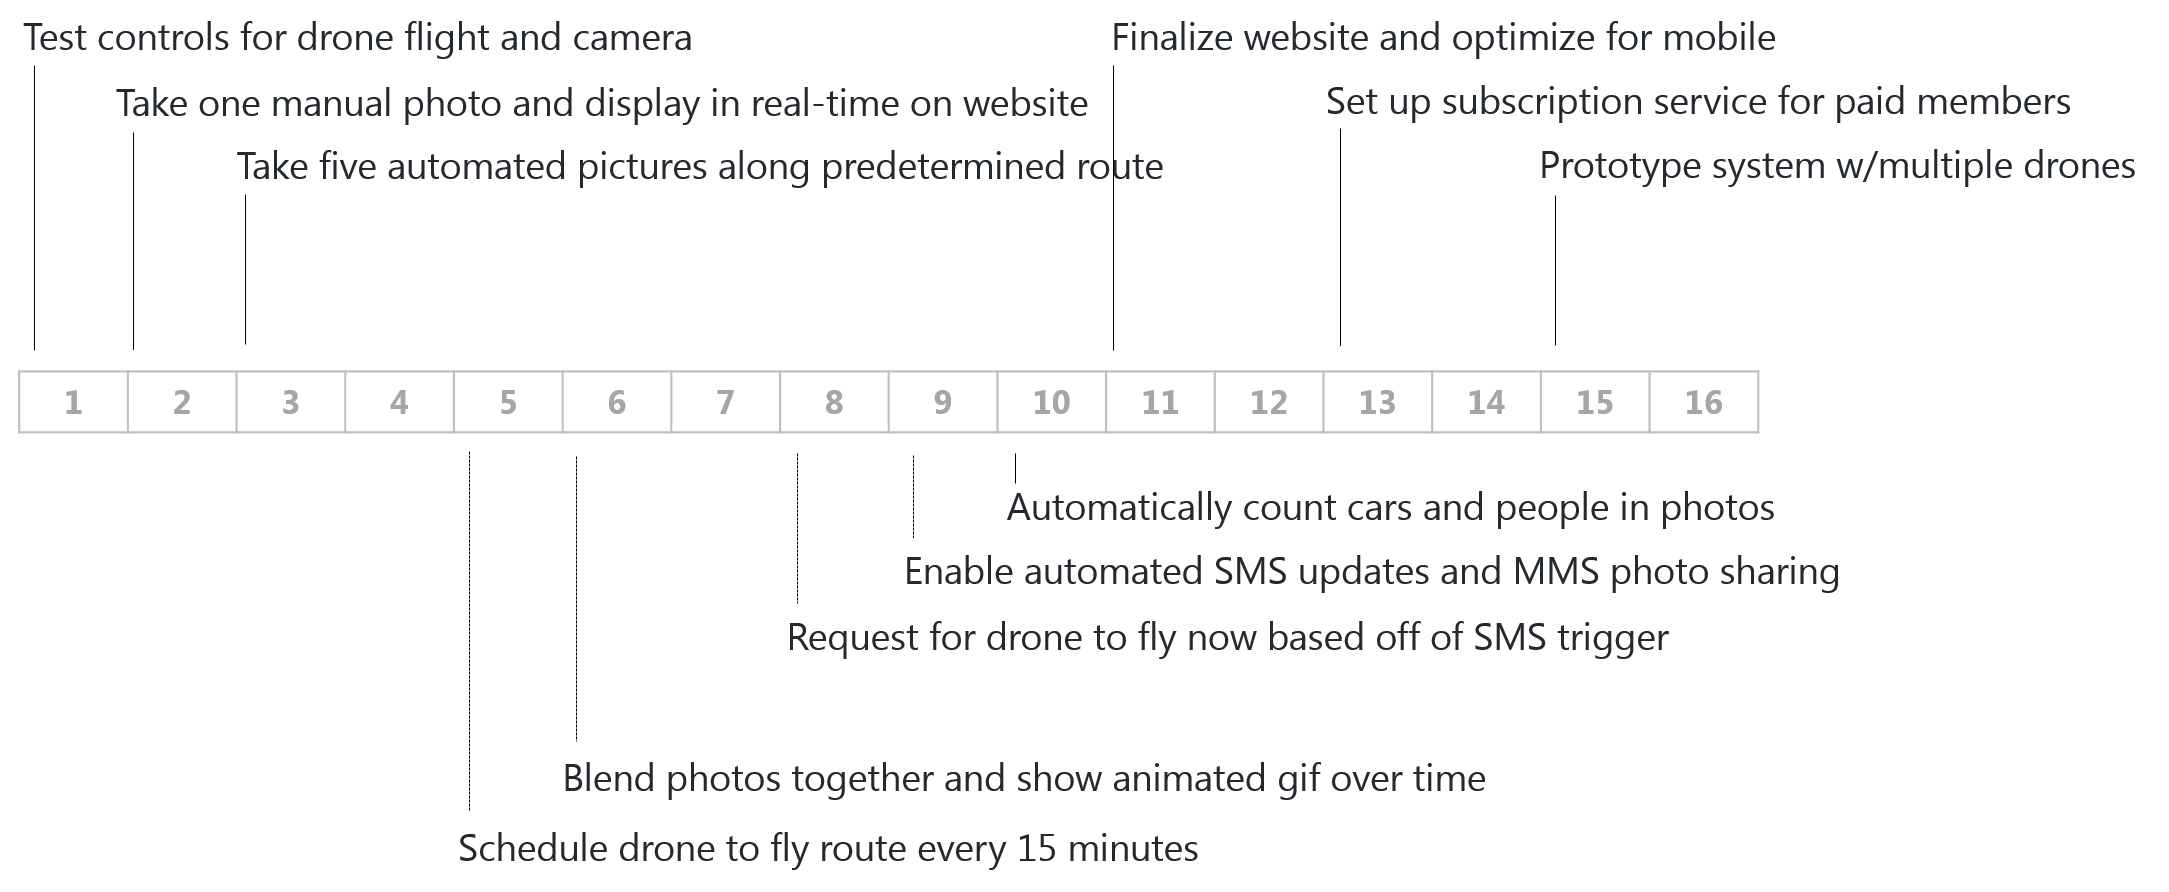 Test controls for drone flight and camera
Finalize website and optimize for mobile
Take one manual photo and display in real-time on website
Set up subscription service for paid members
Take five automated pictures along predetermined route
Prototype system w/multiple drones
1 2 3 4 5 6 7 8 9 10 11 12 13 14 15 16
Automatically count cars and people in photos
Enable automated SMS updates and MMS photo sharing
Request for drone to fly now based off of SMS trigger
Blend photos together and show animated gif over time
Schedule drone to fly route every 15 minutes